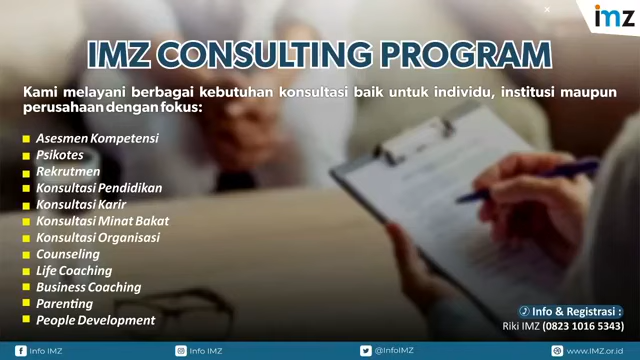 imz
IMZ CONSULTING PROGRAM
Kami melayani berbagai kebutuhan konsultasi baik untuk individu, institusi maupun
perusahaan dengan fokus:
Asesmen Kompetensi
Psikotes
Rekrutmen
Konsultasi Pendidikan
Konsultasi Karir
Konsultasi Minat Bakat
Konsultasi Organisasi
Counseling
Life Coaching
Business Coaching
Parenting
People Development
Info & Registrasi :
Riki IMZ (0823 1016 5343)
Info IMZ
Info IMZ
@InfoIMZ
www.IMZ.or.id